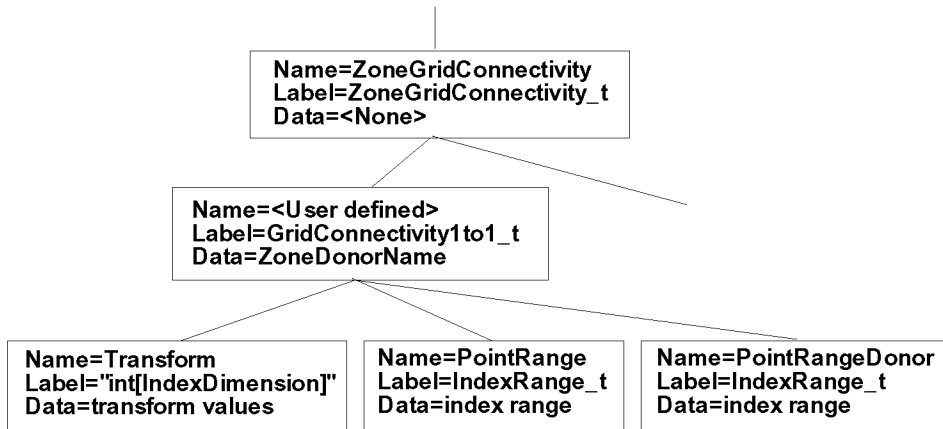 Name=ZoneGridConnectivity
Label=ZoneGridConnectivity_t
Data=<None>
Name=<User defined>
Label=GridConnectivity1to1_t
Data=ZoneDonorName
Name=Transform
Label="int[IndexDimension]"
Data=transform values
Name=PointRange
Label=IndexRange_t
Data=index range
Name=PointRangeDonor
Label=IndexRange_t
Data=index range